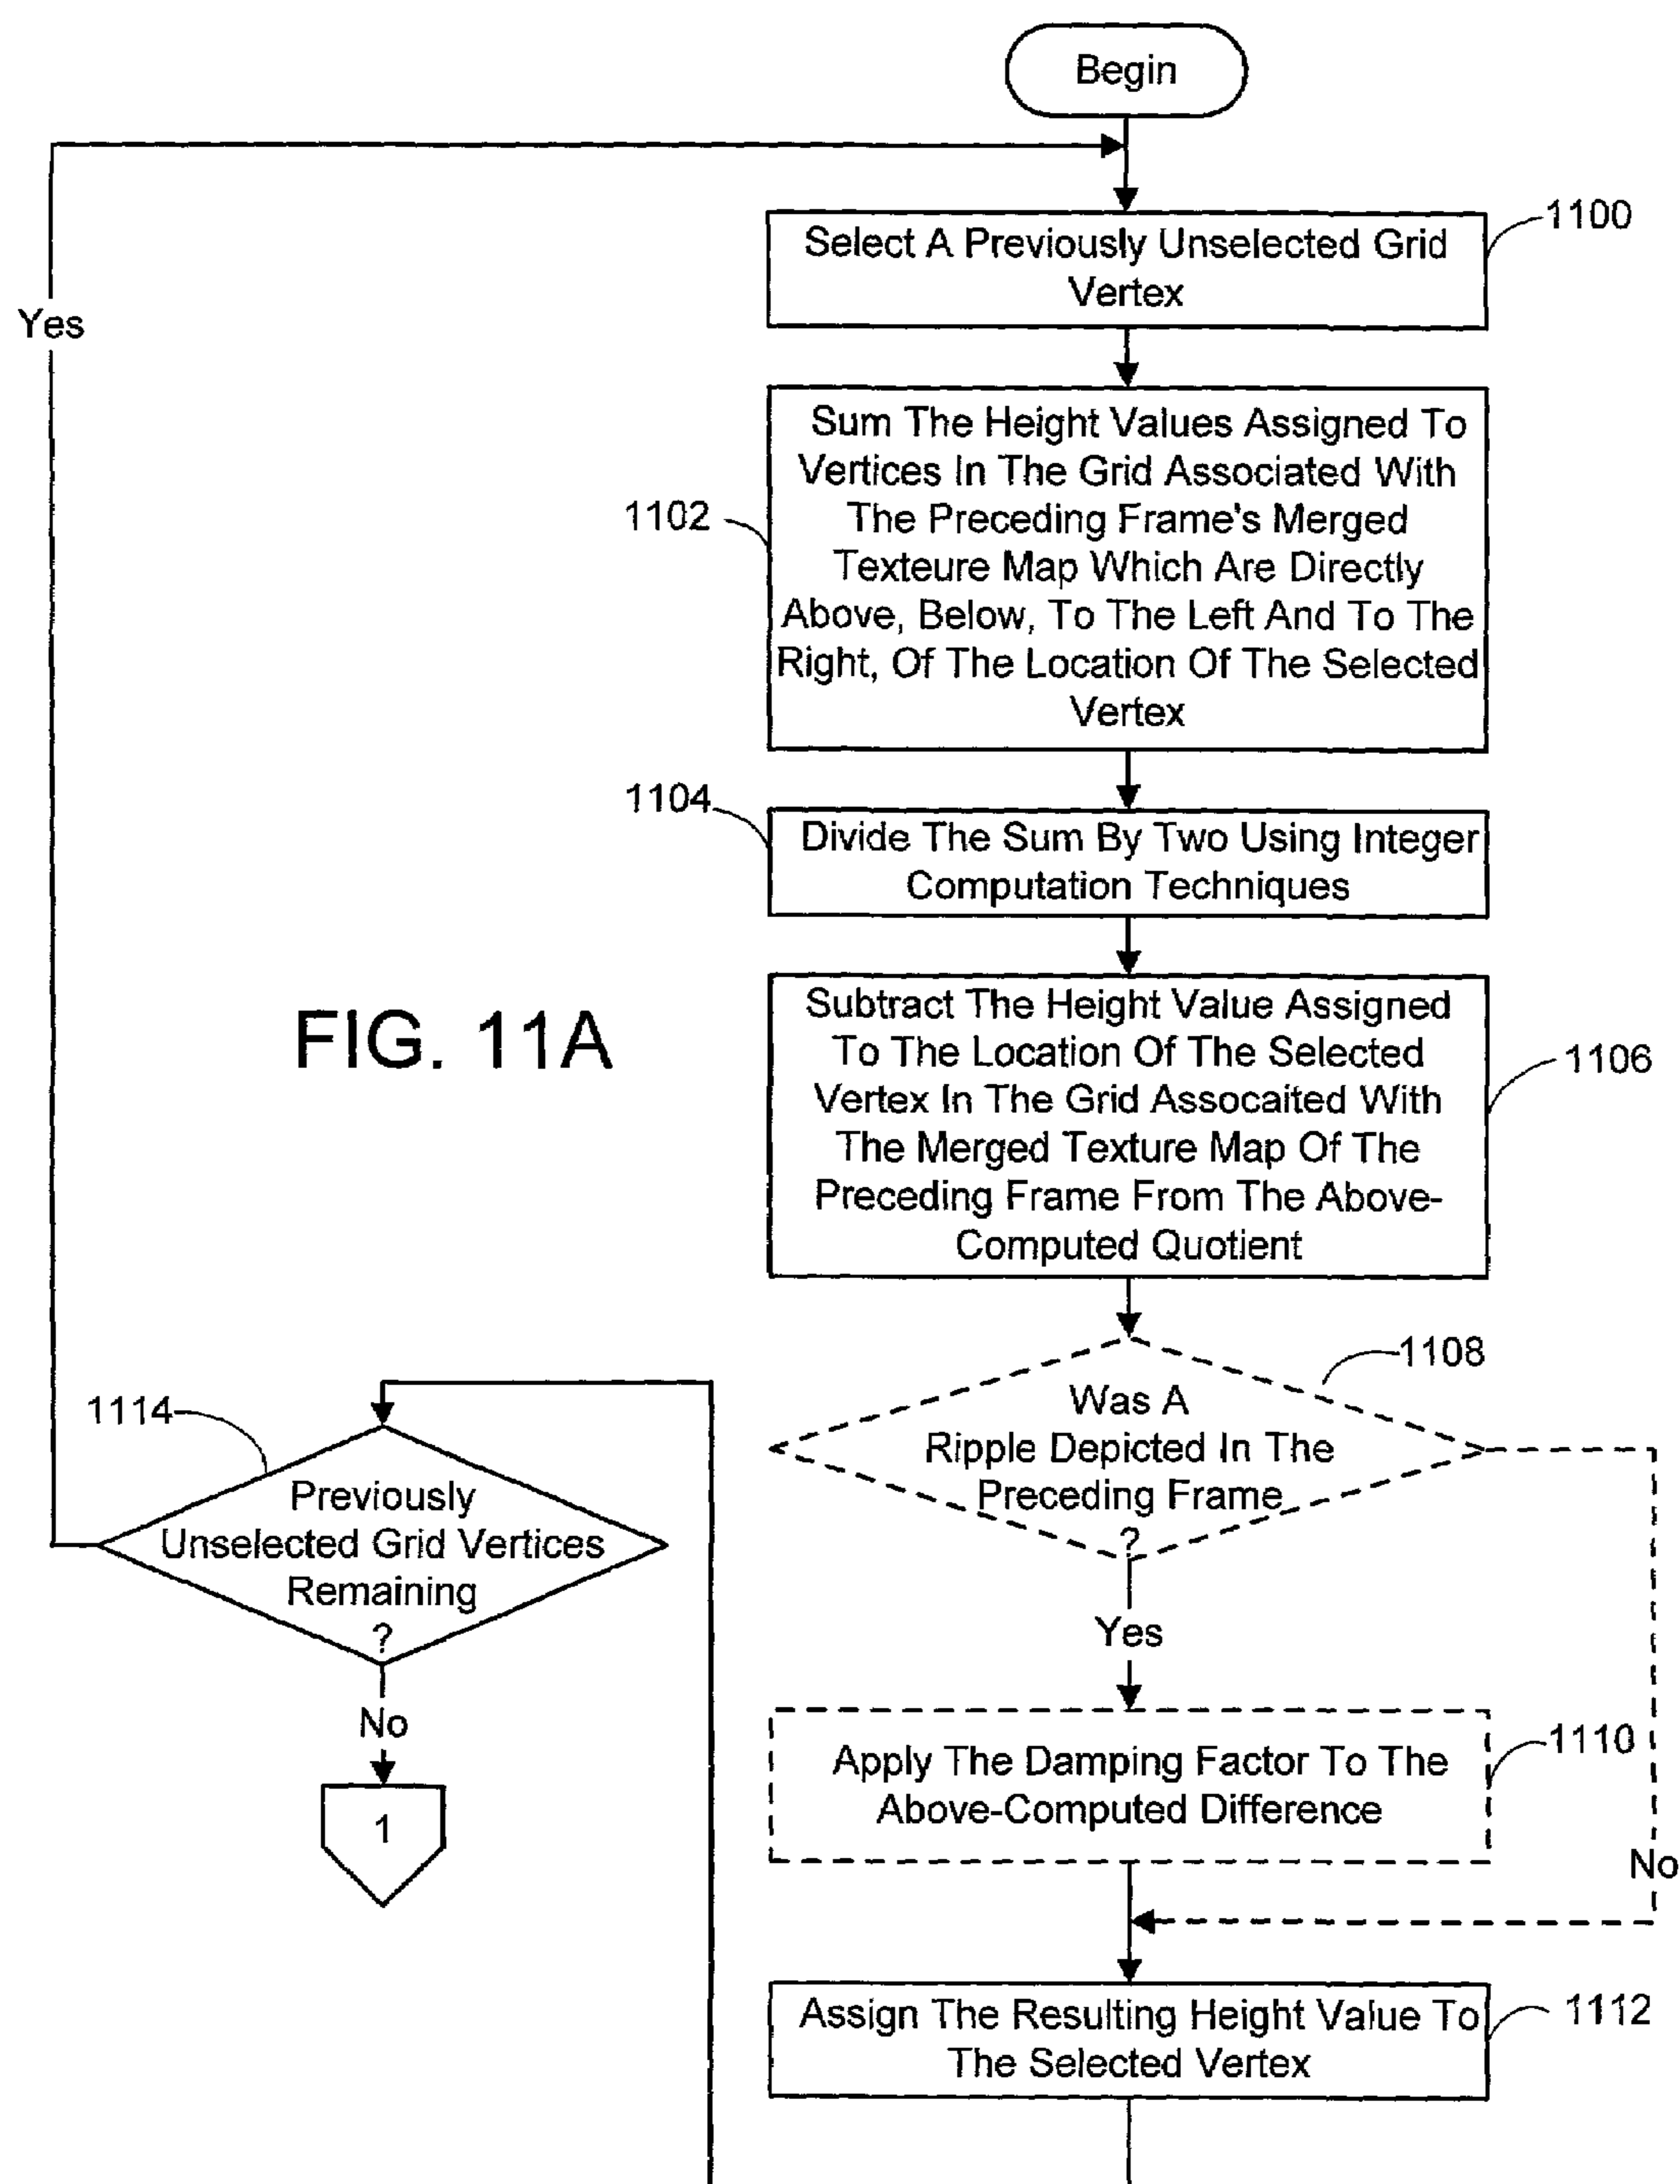 Begin
1100
Select A Previously Unselected Grid
Vertex
Yes
1102
Sum The Height Values Assigned To
Vertices In The Grid Associated With
The Preceding Frame's Merged
Texteure Map Which Are Directly
Above, Below, To The Left And To The
Right, Of The Location Of The Selected
Vertex
1104
Divide The Sum By Two Using Integer
Computation Techniques
FIG. 11A
1106
Subtract The Height Value Assigned
To The Location Of The Selected
Vertex In The Grid Assocaited With
The Merged Texture Map Of The
Preceding Frame From The Above-
Computed Quotient
1108
Was A
Ripple Depicted In The
Preceding Frame
?
Yes
No
1110
Apply The Damping Factor To The
Above-Computed Difference
1112
Assign The Resulting Height Value To
The Selected Vertex
1114
Previously
Unselected Grid Vertices
Remaining
?
No
1